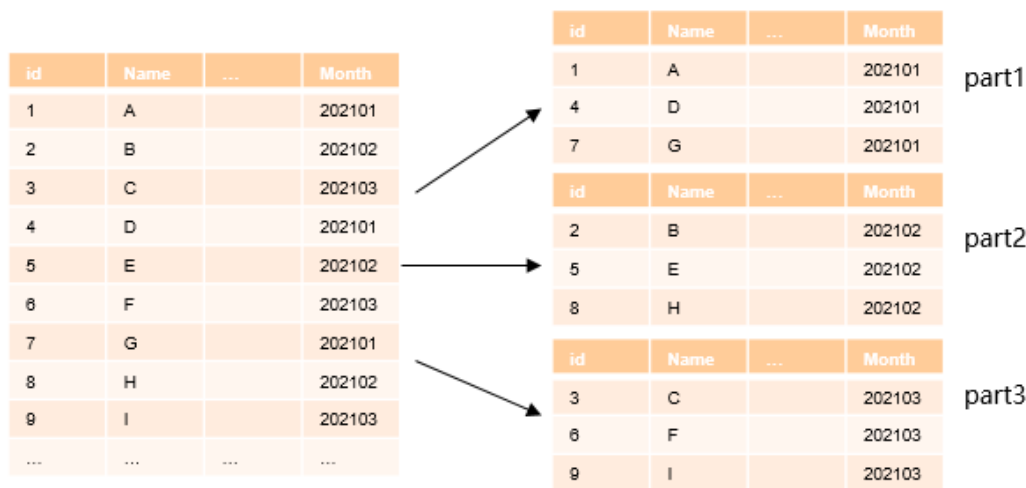 id Name ... Month
1 A 202101
2 B 202102
3 C 202103
4 D 202101
5 E 202102
6 F 202103
7 G 202101
8 H 202102
9 I 202103
... ... ... ...
id Name ... Month
1 A 202101
4 D 202101
7 G 202101
part1
id Name ... Month
2 B 202102
5 E 202102
8 H 202102
part2
id Name ... Month
3 C 202103
6 F 202103
9 I 202103
part3